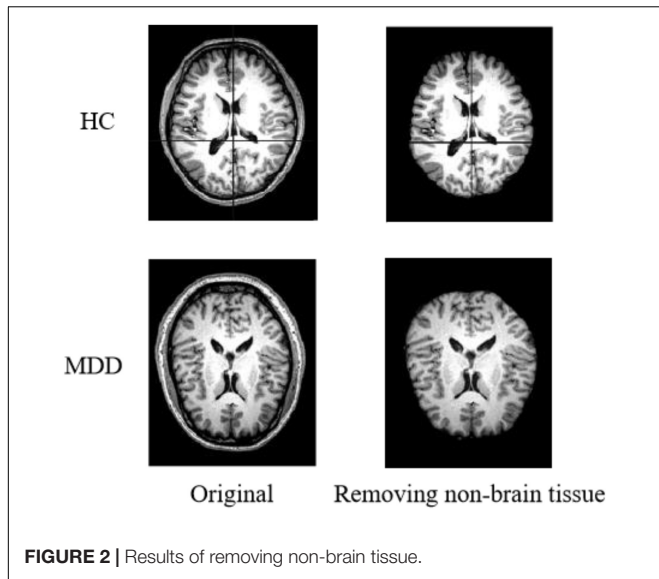 HC
MDD
Original Removing non-brain tissue
FIGURE 2 | Results of removing non-brain tissue.